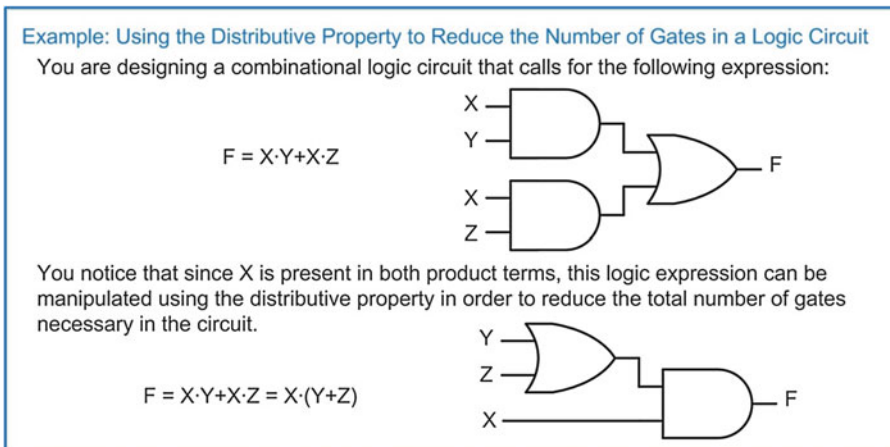 Example: Using the Distributive Property to Reduce the Number of Gates in a Logic Circuit
You are designing a combinational logic circuit that calls for the following expression:
X
Y
F = X·Y+X·Z
F
X
Z
You notice that since X is present in both product terms, this logic expression can be
manipulated using the distributive property in order to reduce the total number of gates
necessary in the circuit.
Y
Z
F = X·Y+X·Z = X·(Y+Z)
F
X